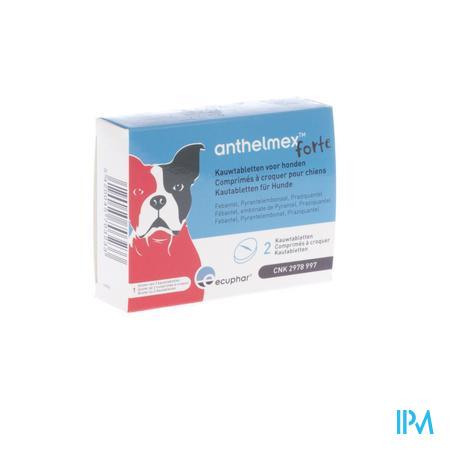 anthelmex™
forte
Kauwtabletten voor honden
Comprimés à croquer pour chiens
Kautabletten für Hunde
Febantel, Pyrantelembonaat, Praziquantel
Fébantel, embonate de Pyrantel, Praziquantel
Febantel, Pyrantelembonat, Praziquantel
2 Kauwtabletten
Comprimés à croquer
Kautabletten
CNK 2978 997
ecuphar
IPM